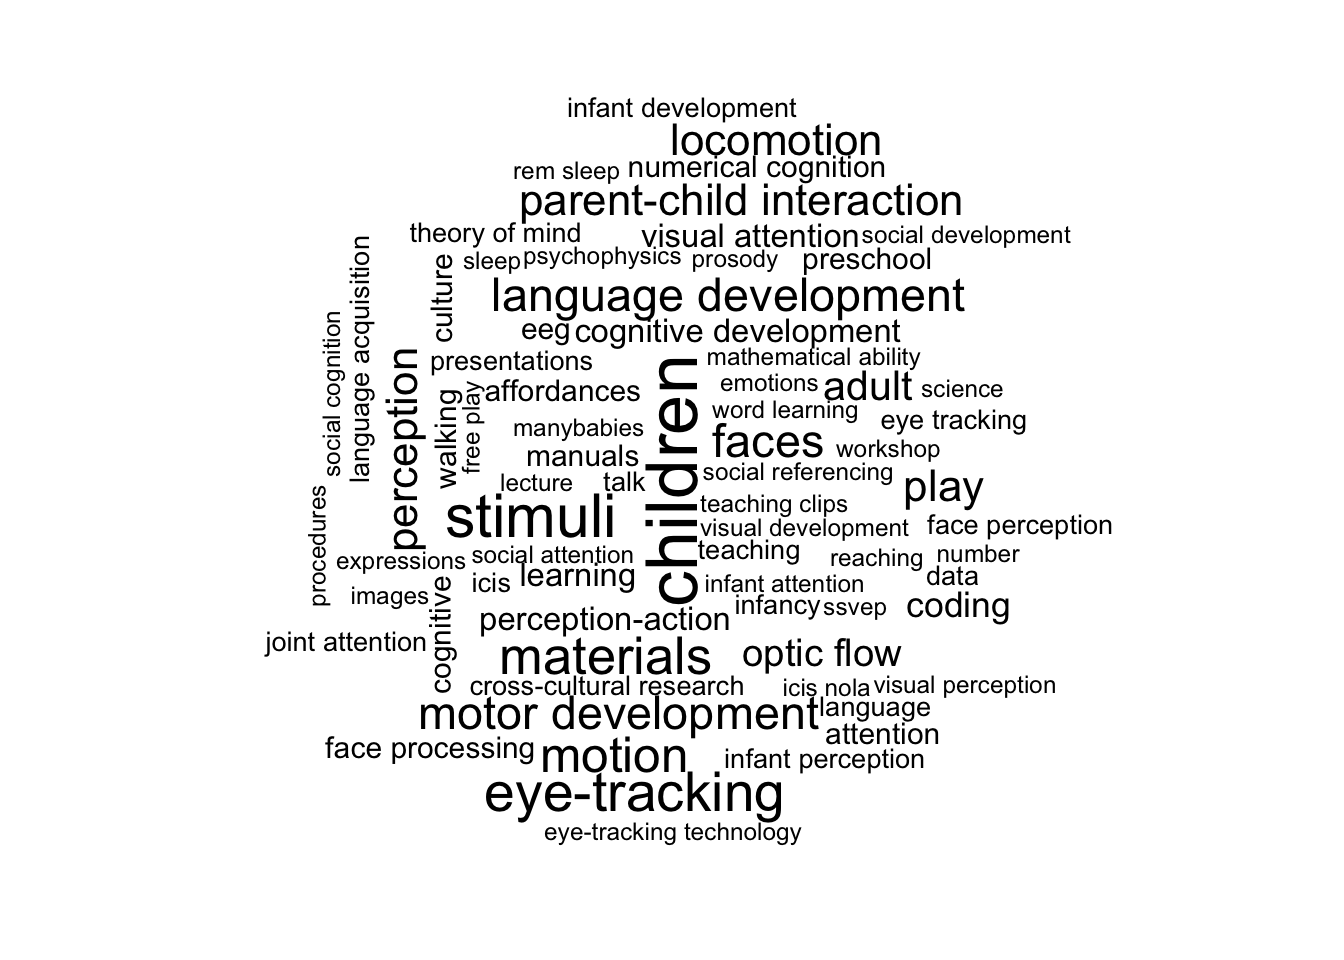 infant development
locomotion
rem sleep
numerical cognition
parent-child interaction
theory of mind
visual attention
social development
sleep
psychophysics
prosody
preschool
culture
language acquisition
language development
social cognition
eeg
cognitive development
perception
presentations
children
mathematical ability
walking
free play
affordances
emotions
adult
science
word learning
eye tracking
manybabies
faces
workshop
manuals
social referencing
lecture
talk
play
procedures
stimuli
teaching clips
visual development
face perception
expressions
social attention
teaching
reaching
number
icis
learning
infant attention
data
images
cognitive
infancy
ssvep
coding
perception-action
joint attention
materials
optic flow
cross-cultural research
icis nola
visual perception
motor development
language
attention
face processing
motion
infant perception
eye-tracking
eye-tracking technology